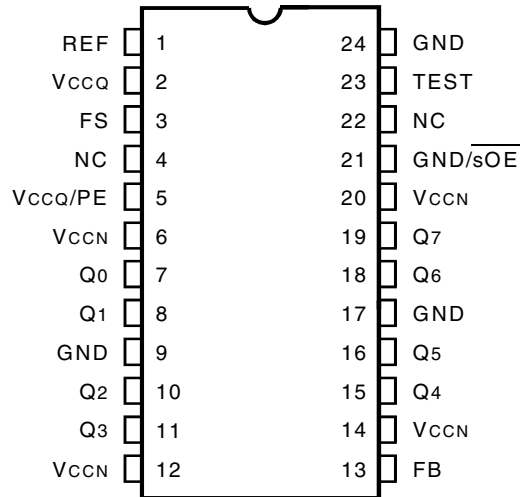 REF 1 24 GND
VCCQ 2 23 TEST
FS 3 22 NC
NC 4 21 GND/sOE
VCCQ/PE 5 20 VCCN
VCCN 6 19 Q7
Q0 7 18 Q6
Q1 8 17 GND
GND 9 16 Q5
Q2 10 15 Q4
Q3 11 14 VCCN
VCCN 12 13 FB